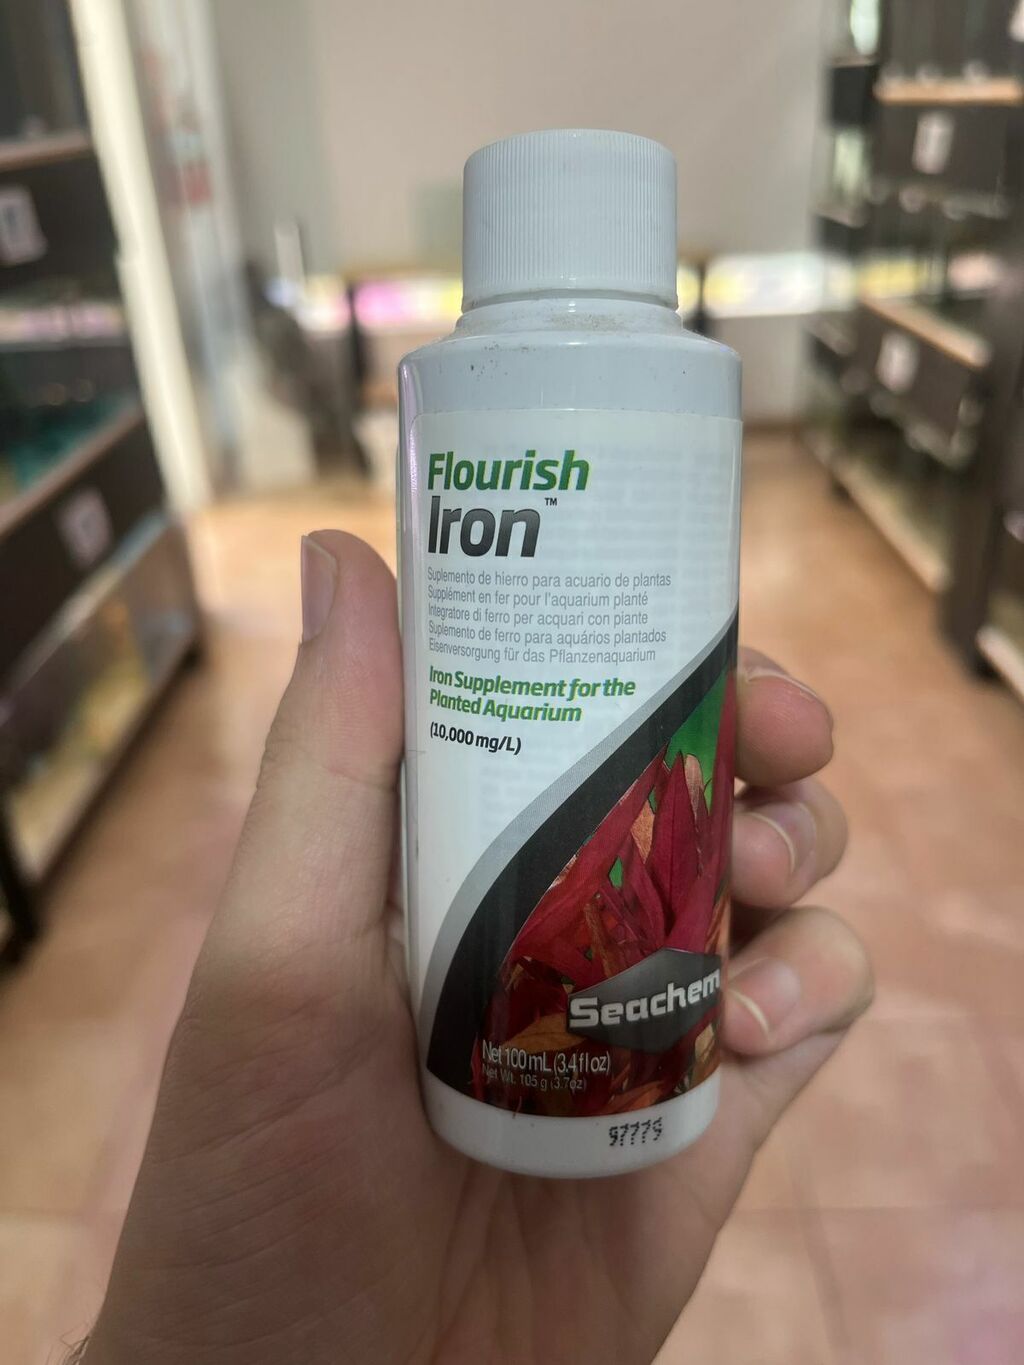 Flourish
Iron™
Suplemento de hierro para acuario de plantas
Supplément en fer pour l'aquarium planté
Integratore di ferro per acquari con plante
Suplemento de ferro para aquários plantados
Eisenversorgung für das Pflanzenaquarium
Iron Supplement for the
Planted Aquarium
(10,000 mg/L)
Seachem
Net 100 mL (3.4 fl oz)
Net Wt. 105 g (3.7oz)
97779